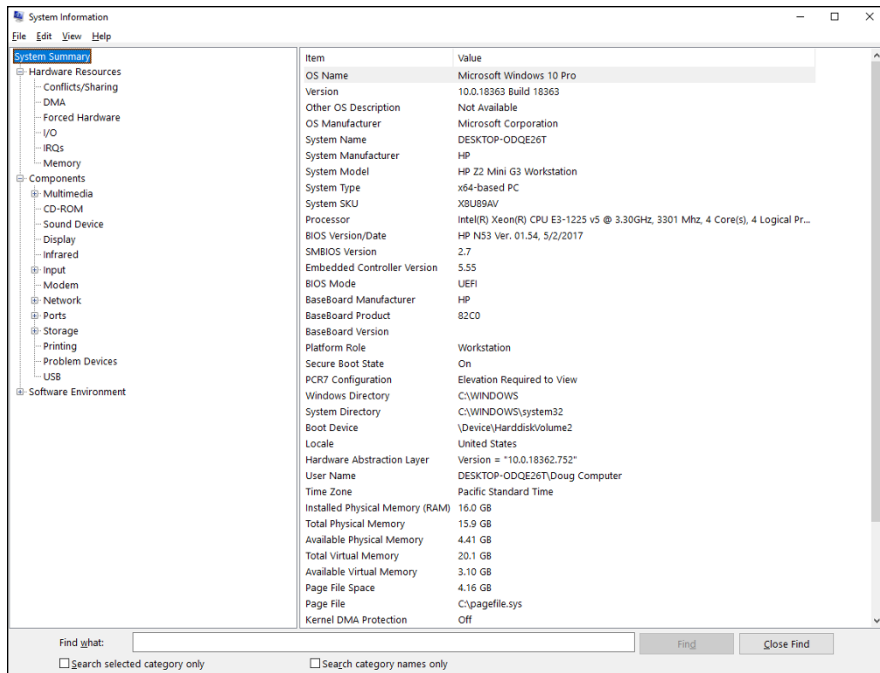 System Information
File Edit View Help
System Summary
Hardware Resources
Conflicts/Sharing
DMA
Forced Hardware
I/O
IRQs
Memory
Components
Multimedia
CD-ROM
Sound Device
Display
Infrared
Input
Modem
Network
Ports
Storage
Printing
Problem Devices
USB
Software Environment
Item Value
OS Name Microsoft Windows 10 Pro
Version 10.0.18363 Build 18363
Other OS Description Not Available
OS Manufacturer Microsoft Corporation
System Name DESKTOP-ODQE26T
System Manufacturer HP
System Model HP Z2 Mini G3 Workstation
System Type x64-based PC
System SKU X8U89AV
Processor Intel(R) Xeon(R) CPU E3-1225 v5 @ 3.30GHz, 3301 Mhz, 4 Core(s), 4 Logical Pr...
BIOS Version/Date HP N53 Ver. 01.54, 5/2/2017
SMBIOS Version 2.7
Embedded Controller Version 5.55
BIOS Mode UEFI
BaseBoard Manufacturer HP
BaseBoard Product 82C0
BaseBoard Version
Platform Role Workstation
Secure Boot State On
PCR7 Configuration Elevation Required to View
Windows Directory C:\WINDOWS
System Directory C:\WINDOWS\system32
Boot Device \Device\HarddiskVolume2
Locale United States
Hardware Abstraction Layer Version = "10.0.18362.752"
User Name DESKTOP-ODQE26T\Doug Computer
Time Zone Pacific Standard Time
Installed Physical Memory (RAM) 16.0 GB
Total Physical Memory 15.9 GB
Available Physical Memory 4.41 GB
Total Virtual Memory 20.1 GB
Available Virtual Memory 3.10 GB
Page File Space 4.16 GB
Page File C:\pagefile.sys
Kernel DMA Protection Off
Find what: Find Close Find
Search selected category only Search category names only